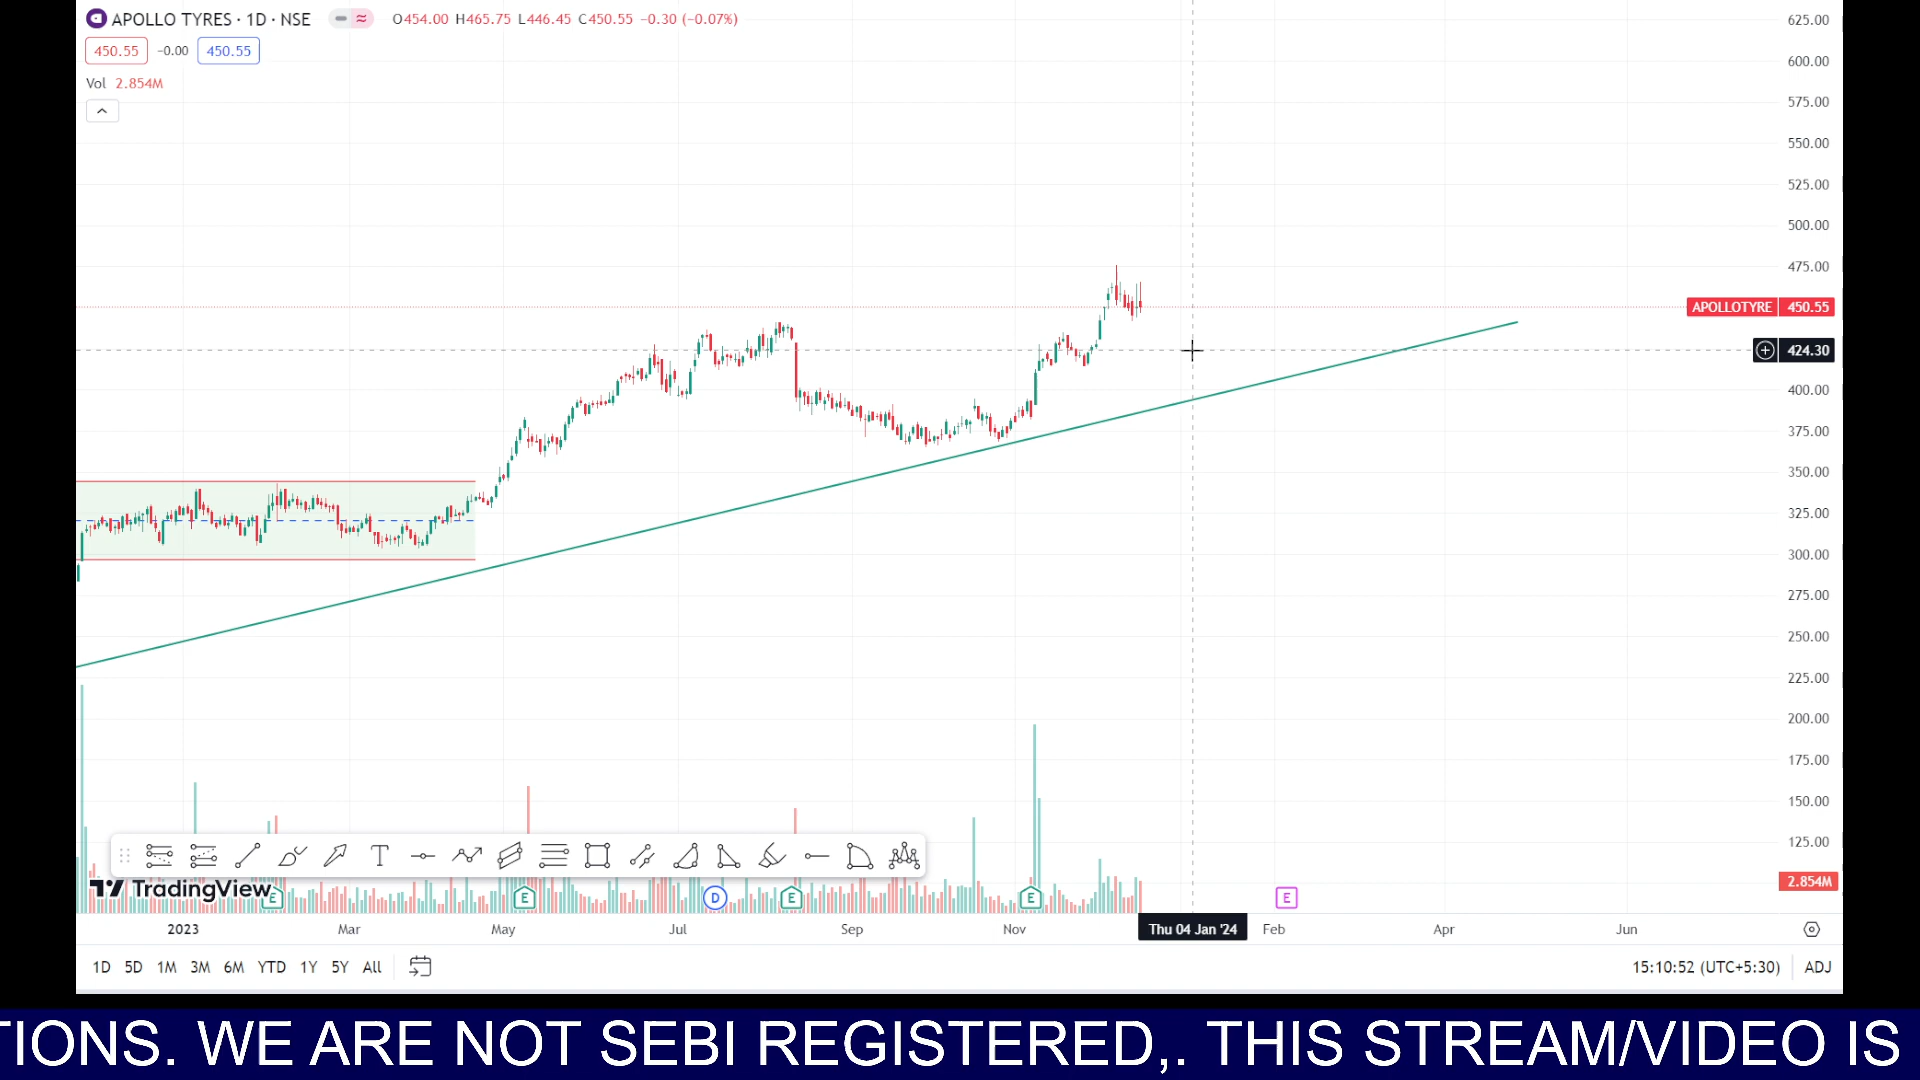 APOLLO TYRES · 1D · NSE O454.00 H465.75 L446.45 C450.55 −0.30 (−0.07%)
450.55 -0.00 450.55
Vol 2.854M
625.00
600.00
575.00
550.00
525.00
500.00
475.00
APOLLOTYRE 450.55
424.30
400.00
375.00
350.00
325.00
300.00
275.00
250.00
225.00
200.00
175.00
150.00
125.00
T
TradingView
2.854M
E E D E E E
2023 Mar May Jul Sep Nov Thu 04 Jan '24 Feb Apr Jun
1D 5D 1M 3M 6M YTD 1Y 5Y All 15:10:52 (UTC+5:30) ADJ
TIONS. WE ARE NOT SEBI REGISTERED,. THIS STREAM/VIDEO IS